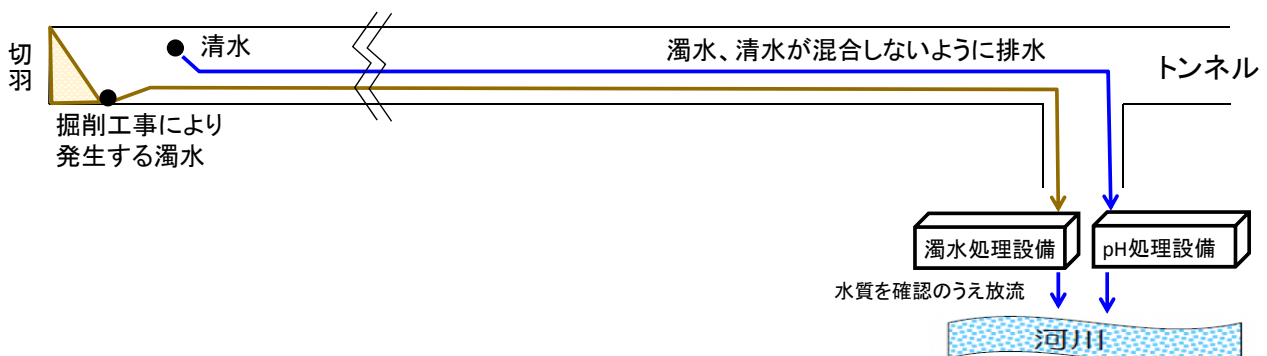 切
羽
清水
濁水、清水が混合しないように排水
トンネル
掘削工事により
発生する濁水
濁水処理設備
pH処理設備
水質を確認のうえ放流
河川